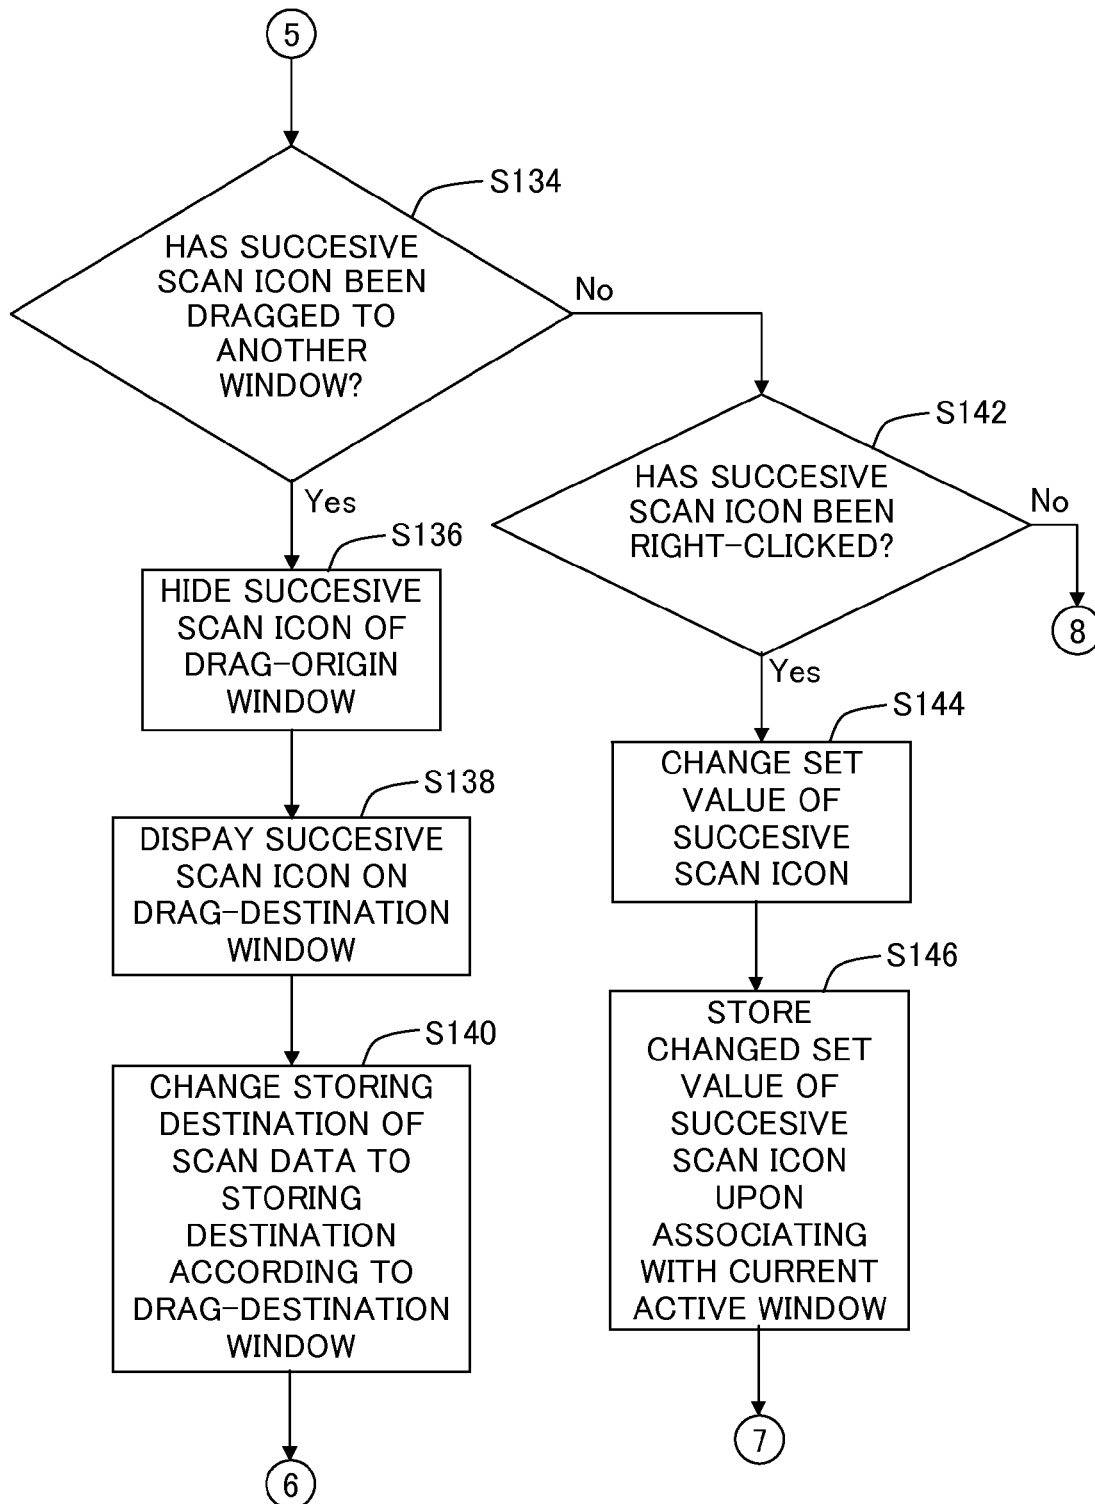 5
S134
HAS SUCCESIVE
SCAN ICON BEEN
DRAGGED TO
ANOTHER
WINDOW?
No
Yes
S142
HAS SUCCESIVE
SCAN ICON BEEN
RIGHT-CLICKED?
No
8
Yes
S136
HIDE SUCCESIVE
SCAN ICON OF
DRAG-ORIGIN
WINDOW
S138
DISPAY SUCCESIVE
SCAN ICON ON
DRAG-DESTINATION
WINDOW
S140
CHANGE STORING
DESTINATION OF
SCAN DATA TO
STORING
DESTINATION
ACCORDING TO
DRAG-DESTINATION
WINDOW
6
S144
CHANGE SET
VALUE OF
SUCCESIVE
SCAN ICON
S146
STORE
CHANGED SET
VALUE OF
SUCCESIVE
SCAN ICON
UPON
ASSOCIATING
WITH CURRENT
ACTIVE WINDOW
7